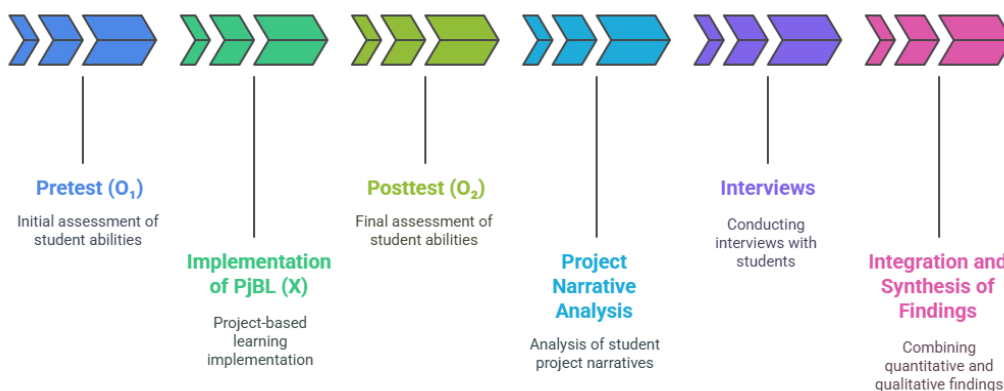 Pretest (O₁)
Initial assessment of
student abilities
Implementation
of PjBL (X)
Project-based
learning
implementation
Posttest (O₂)
Final assessment of
student abilities
Project
Narrative
Analysis
Analysis of student
project narratives
Interviews
Conducting
interviews with
students
Integration and
Synthesis of
Findings
Combining
quantitative and
qualitative findings